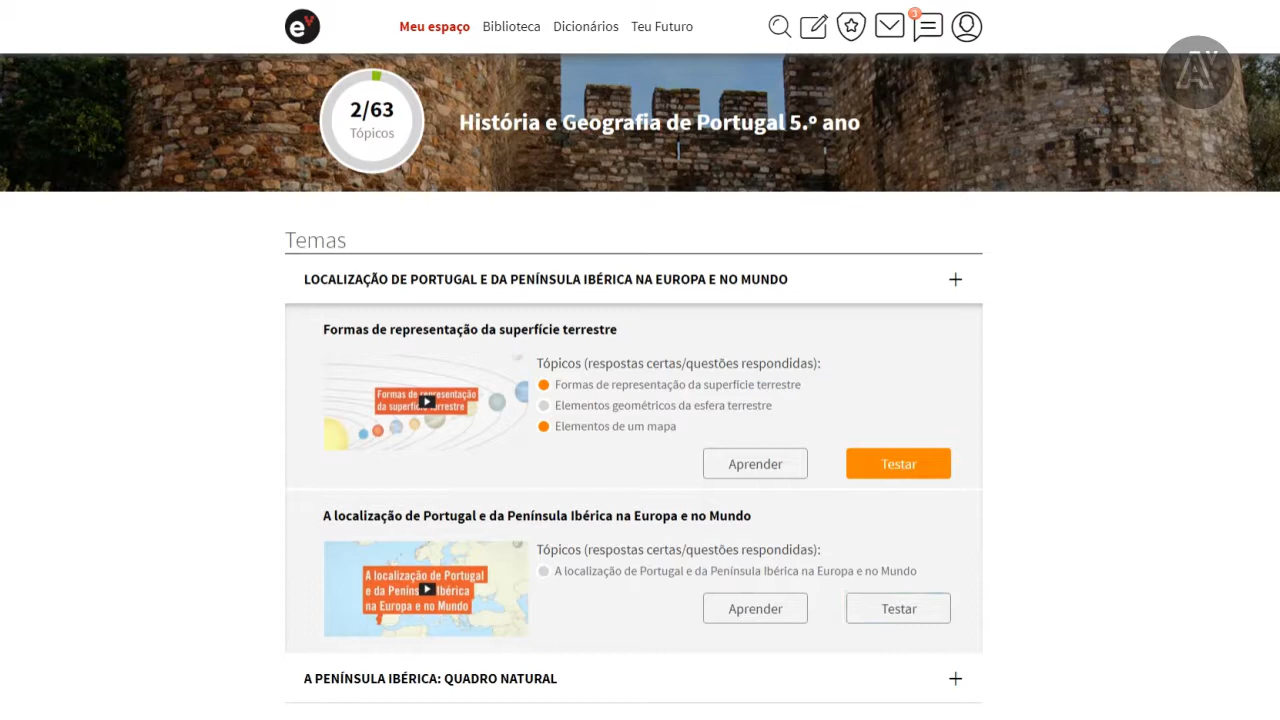 ev
Meu espaço Biblioteca Dicionários Teu Futuro
3
AV
2/63
Tópicos
História e Geografia de Portugal 5.º ano
Temas
LOCALIZAÇÃO DE PORTUGAL E DA PENÍNSULA IBÉRICA NA EUROPA E NO MUNDO
Formas de representação da superfície terrestre
Formas de representação
da superfície terrestre
Tópicos (respostas certas/questões respondidas):
Formas de representação da superfície terrestre
Elementos geométricos da esfera terrestre
Elementos de um mapa
Aprender Testar
A localização de Portugal e da Península Ibérica na Europa e no Mundo
A localização de Portugal
e da Península Ibérica
na Europa e no Mundo
Tópicos (respostas certas/questões respondidas):
A localização de Portugal e da Península Ibérica na Europa e no Mundo
Aprender Testar
A PENÍNSULA IBÉRICA: QUADRO NATURAL